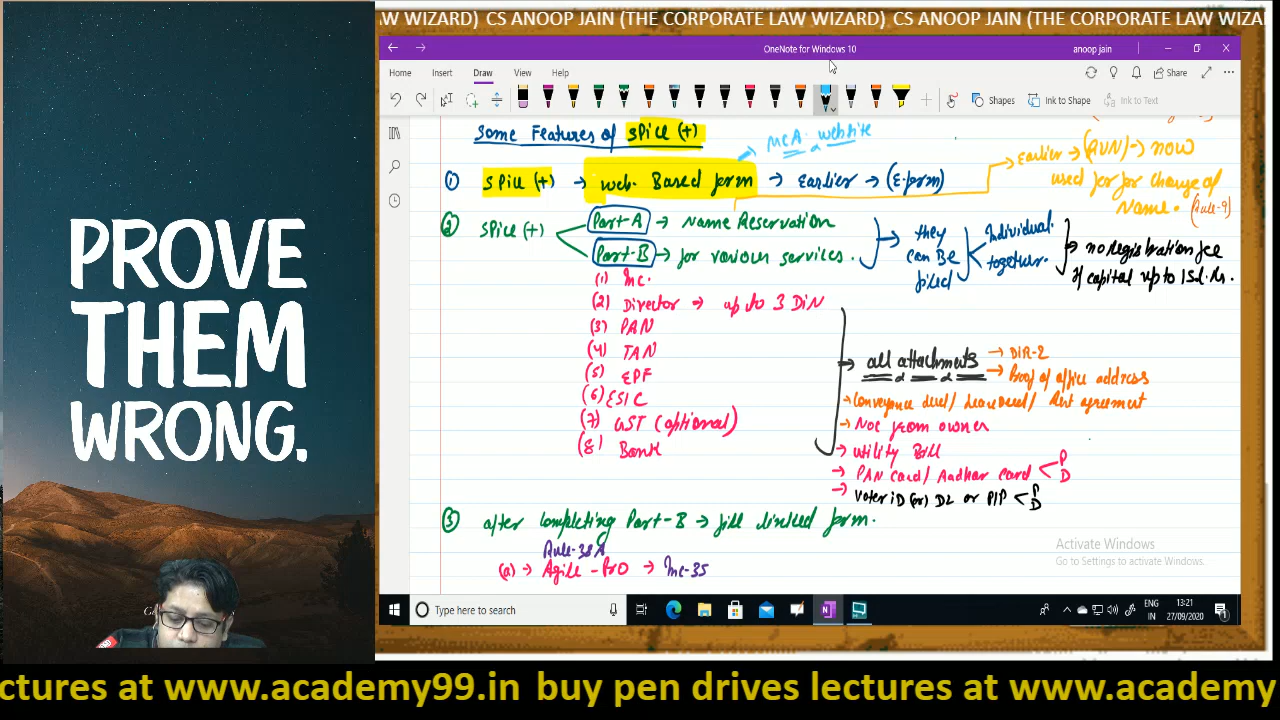 AW WIZARD) CS ANOOP JAIN (THE CORPORATE LAW WIZARD) CS ANOOP JAIN (THE CORPORATE LAW WIZA
PROVE
THEM
WRONG.
OneNote for Windows 10
anoop jain
Home Insert Draw View Help
Share
Shapes
Ink to Shape
Ink to Text
Some Features of SPice (+)
MCA website
① SPice (+) → web-Based form → Earlier → (E-form)
Earlier → (RUN) → now
used for for change of
Name. (Rule-9)
② SPice (+)
Part-A → Name Reservation
Part-B → for various services.
they
can Be
filed
Individual.
together.
→ no Registration fee
if capital up to 15L. Rs.
(1) Inc.
(2) Director → up to 3 DIN
(3) PAN
(4) TAN
(5) EPF
(6) ESIC
(7) GST (optional)
(8) Bank
→ all attachments
→ DIR-2
→ Proof of office address
→ Conveyance deed / Lease deed / Rent agreement
→ Noc from owner
→ utility Bill
→ PAN card / Aadhar card < P D
→ Voter iD (or) DL or P/P < P D
③ after completing Part-B → fill linked form.
Rule-38A
(a) → Agile-PrO → Inc-35
Activate Windows
Go to Settings to activate Windows.
Type here to search
ENG
IN
13:21
27/09/2020
ctures at www.academy99.in buy pen drives lectures at www.academy